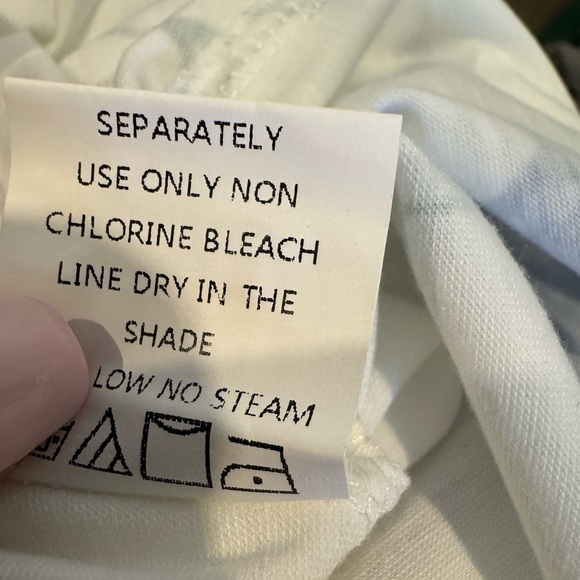 SEPARATELY
USE ONLY NON
CHLORINE BLEACH
LINE DRY IN THE
SHADE
LOW NO STEAM